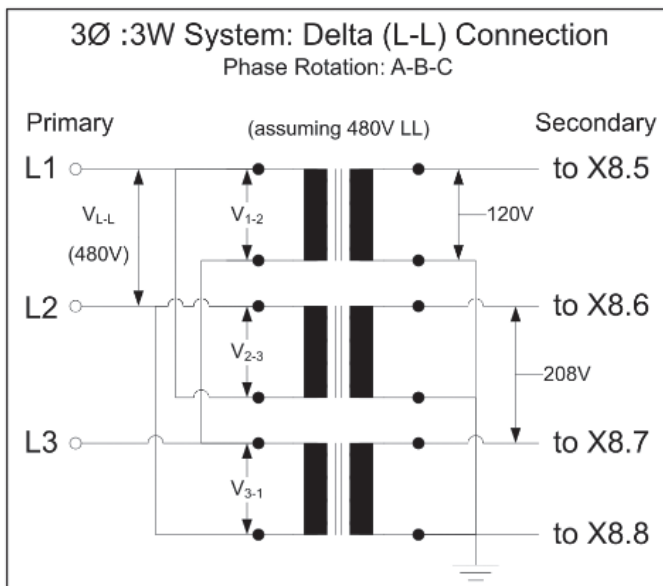 3Ø :3W System: Delta (L-L) Connection
Phase Rotation: A-B-C
Primary
(assuming 480V LL)
Secondary
L1
to X8.5
V1-2
VL-L
(480V)
120V
L2
to X8.6
V2-3
208V
L3
to X8.7
V3-1
to X8.8